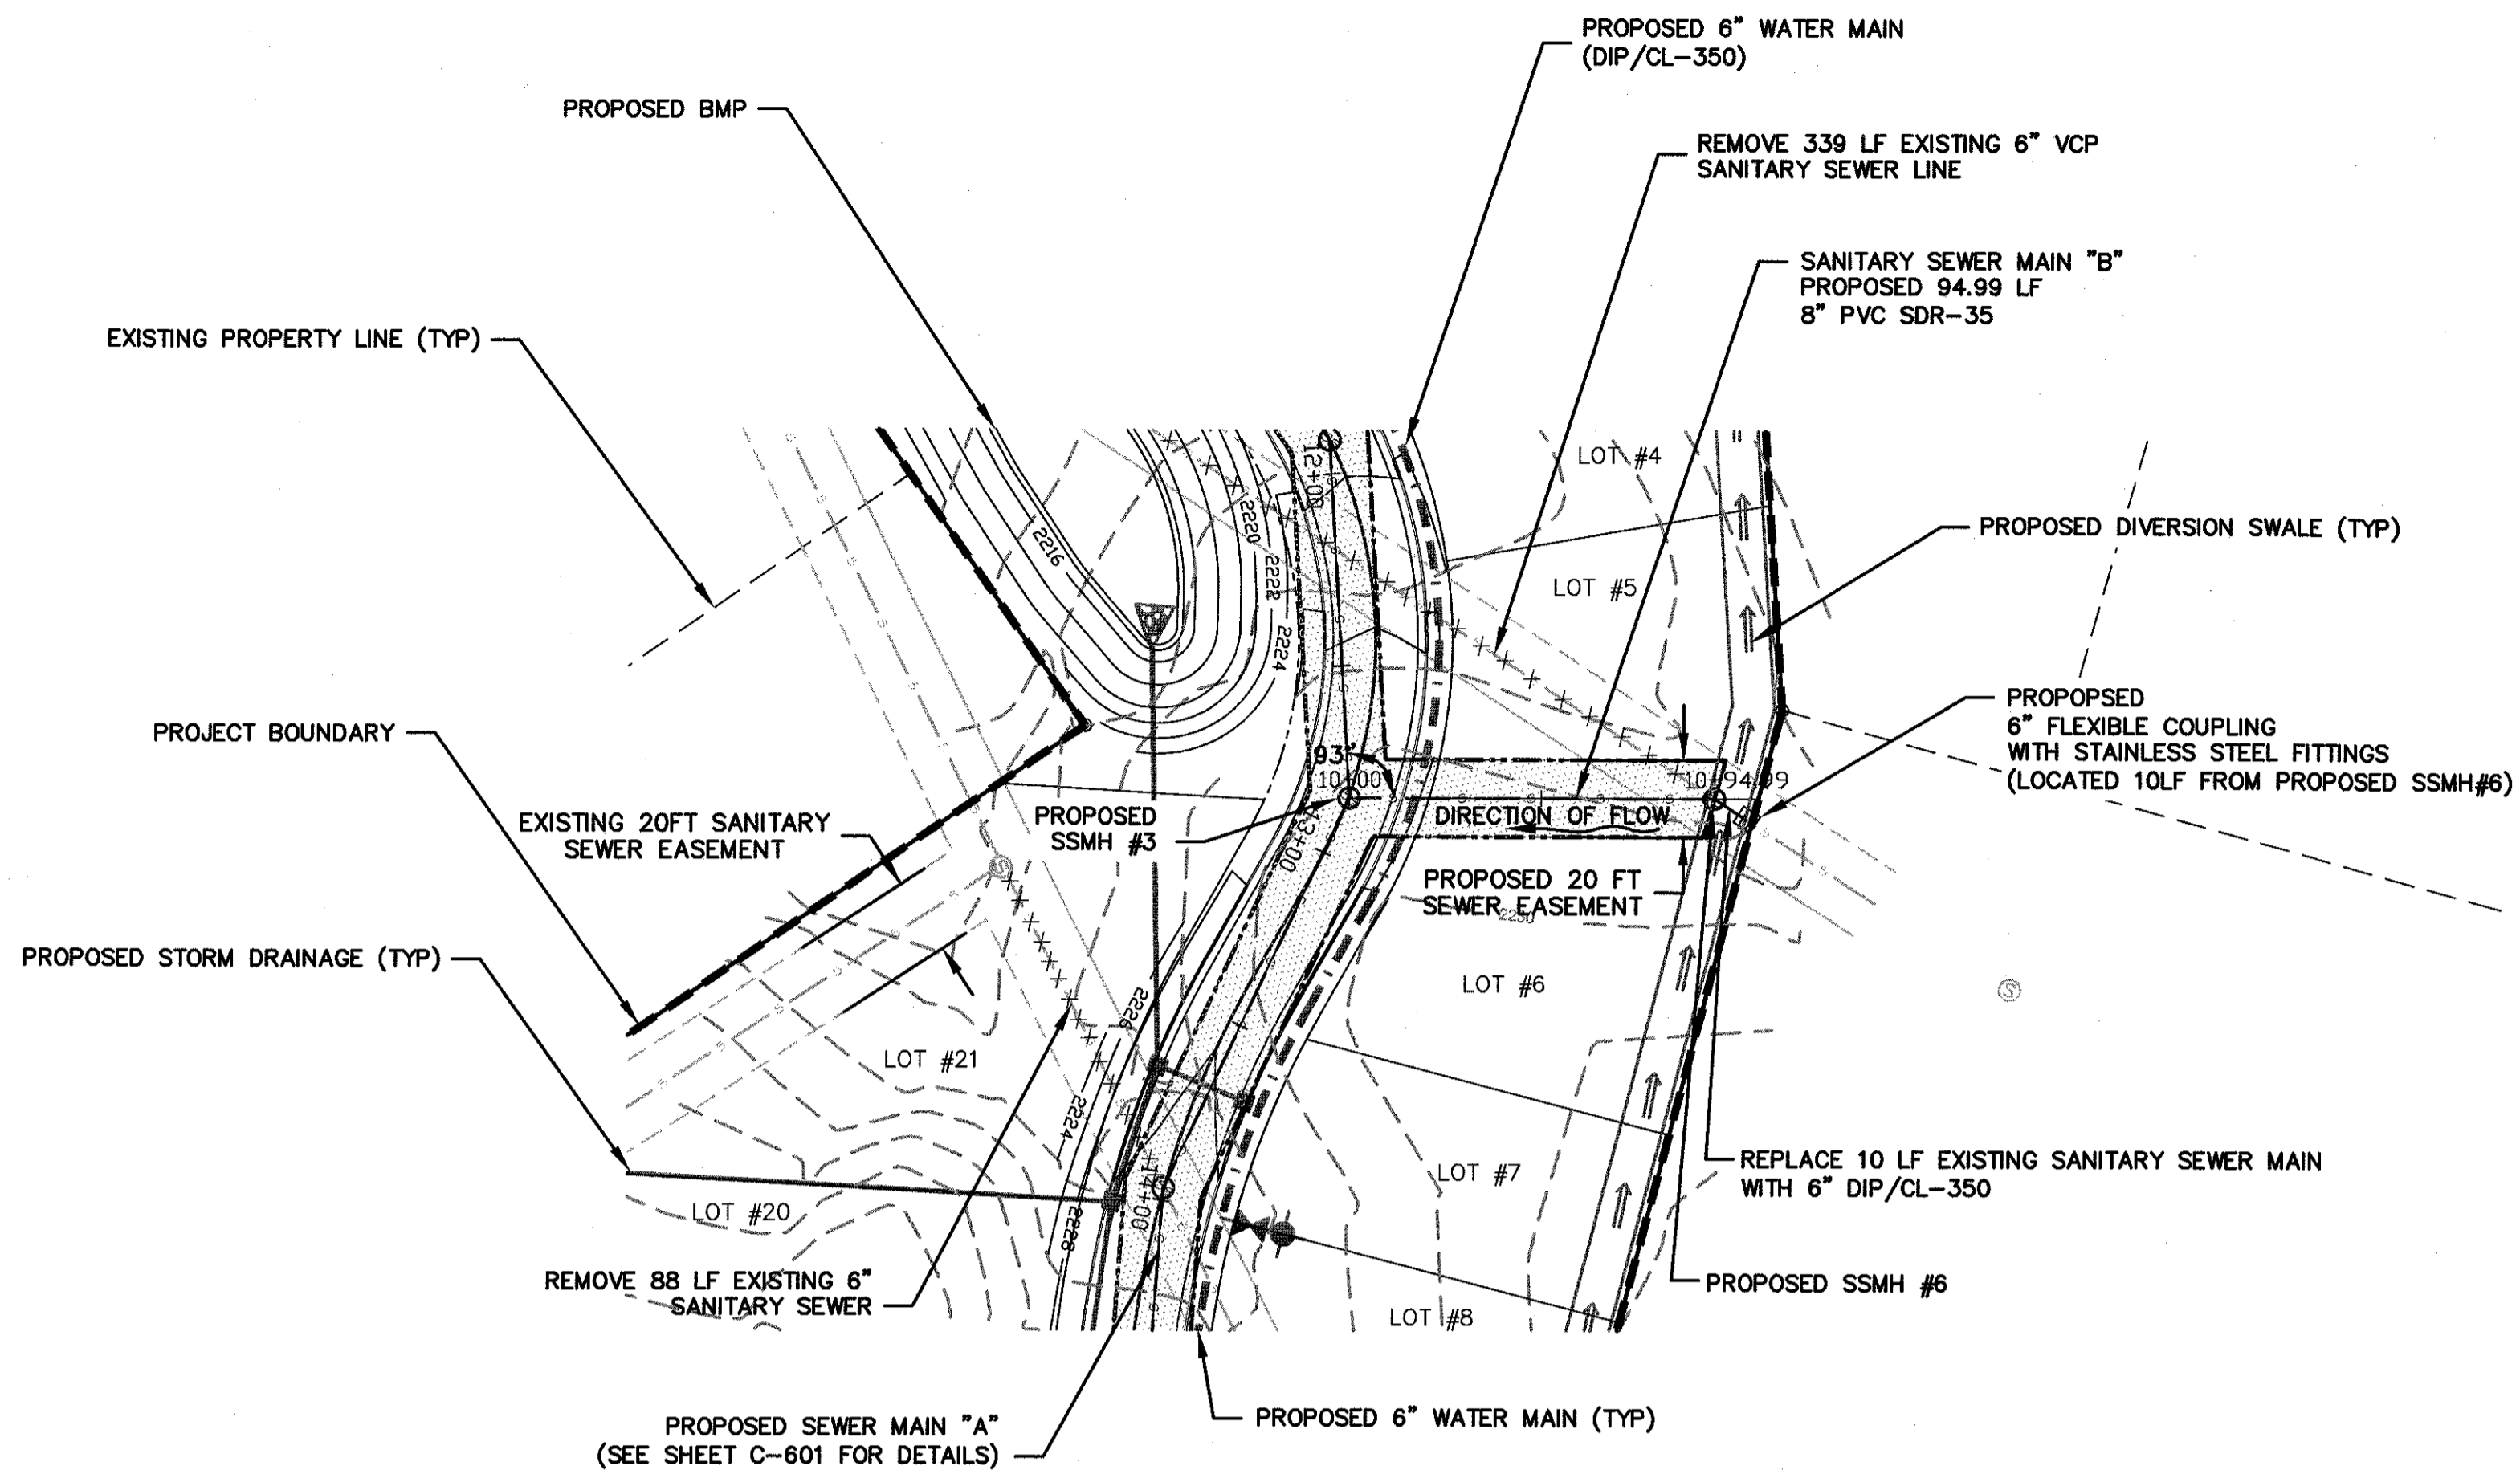 PROPOSED 6" WATER MAIN
(DIP/CL-350)
PROPOSED BMP
REMOVE 339 LF EXISTING 6" VCP
SANITARY SEWER LINE
SANITARY SEWER MAIN "B"
PROPOSED 94.99 LF
8" PVC SDR-35
EXISTING PROPERTY LINE (TYP)
LOT #4
12+00
PROPOSED DIVERSION SWALE (TYP)
2216
2220
2222
2224
LOT #5
PROJECT BOUNDARY
PROPOPSED
6" FLEXIBLE COUPLING
WITH STAINLESS STEEL FITTINGS
(LOCATED 10LF FROM PROPOSED SSMH#6)
93°
10+00
10+94.99
PROPOSED
SSMH #3
DIRECTION OF FLOW
EXISTING 20FT SANITARY
SEWER EASEMENT
13+00
PROPOSED 20 FT
SEWER EASEMENT
2230
PROPOSED STORM DRAINAGE (TYP)
LOT #6
2226
LOT #21
2224
LOT #7
REPLACE 10 LF EXISTING SANITARY SEWER MAIN
WITH 6" DIP/CL-350
LOT #20
14+00
2228
REMOVE 88 LF EXISTING 6"
SANITARY SEWER
PROPOSED SSMH #6
LOT #8
PROPOSED SEWER MAIN "A"
(SEE SHEET C-601 FOR DETAILS)
PROPOSED 6" WATER MAIN (TYP)